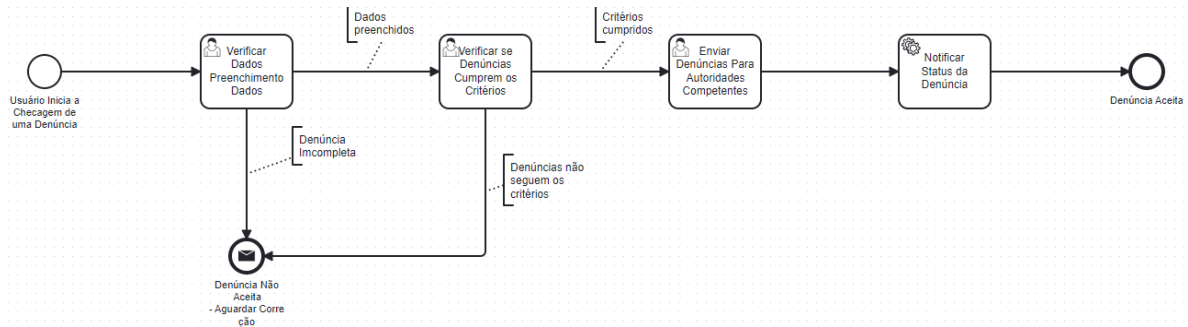 Dados
preenchidos
Critérios
cumpridos
Verificar
Dados
Preenchimento
Dados
Verificar se
Denúncias
Cumprem os
Critérios
Enviar
Denúncias Para
Autoridades
Competentes
Notificar
Status da
Denúncia
Usuário Inicia a
Checagem de
uma Denúncia
Denúncia Aceita
Denúncia
Imcompleta
Denúncias não
seguem os
critérios
Denúncia Não
Aceita
- Aguardar Corre
ção